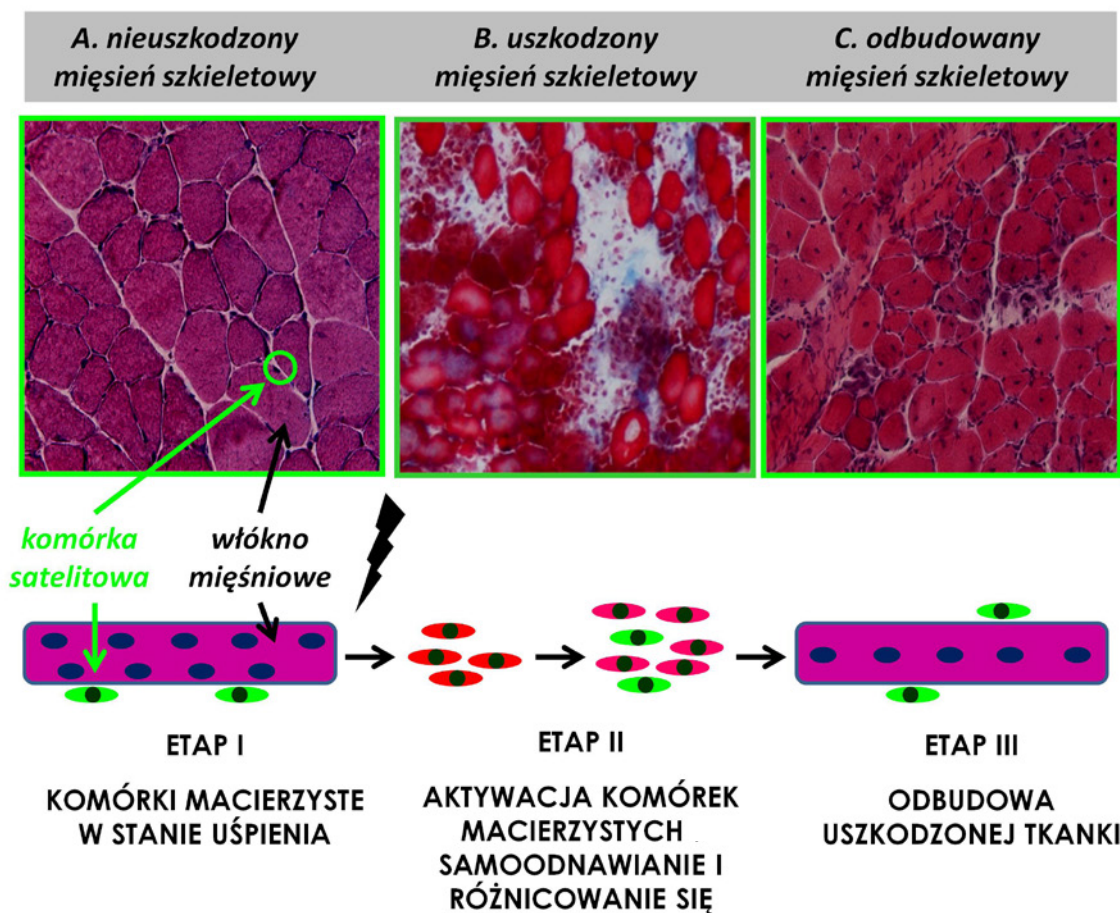 A. nieuszkodzony
mięsień szkieletowy
B. uszkodzony
mięsień szkieletowy
C. odbudowany
mięsień szkieletowy
komórka
satelitowa
włókno
mięśniowe
ETAP I
KOMÓRKI MACIERZYSTE
W STANIE UŚPIENIA
ETAP II
AKTYWACJA KOMÓREK
MACIERZYSTYCH
SAMOODNAWIANIE I
RÓŻNICOWANIE SIĘ
ETAP III
ODBUDOWA
USZKODZONEJ TKANKI